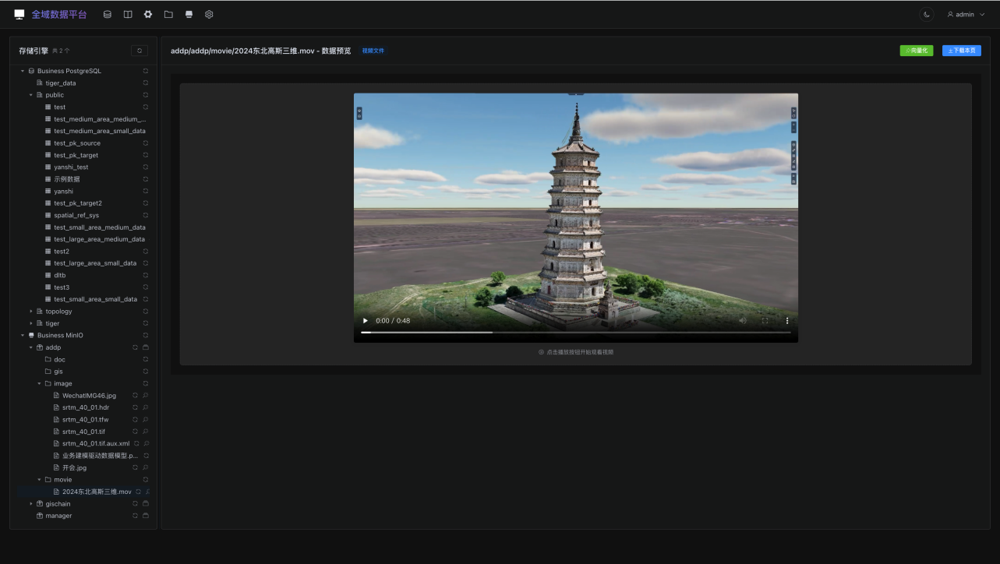 全域数据平台
admin
存储引擎 共 2 个
Business PostgreSQL
tiger_data
public
test
test_medium_area_medium_...
test_medium_area_small_data
test_pk_source
test_pk_target
yanshi_test
示例数据
yanshi
test_pk_target2
spatial_ref_sys
test_small_area_medium_data
test_large_area_medium_data
test2
test_large_area_small_data
dltb
test3
test_small_area_small_data
topology
tiger
Business MinIO
addp
doc
gis
image
WechatIMG46.jpg
srtm_40_01.hdr
srtm_40_01.tfw
srtm_40_01.tif
srtm_40_01.tif.aux.xml
业务建模驱动数据模型.p...
开会.jpg
movie
2024东北高斯三维.mov
gischain
manager
addp/addp/movie/2024东北高斯三维.mov - 数据预览 视频文件
向量化
下载本页
0:00 / 0:48
点击播放按钮开始观看视频